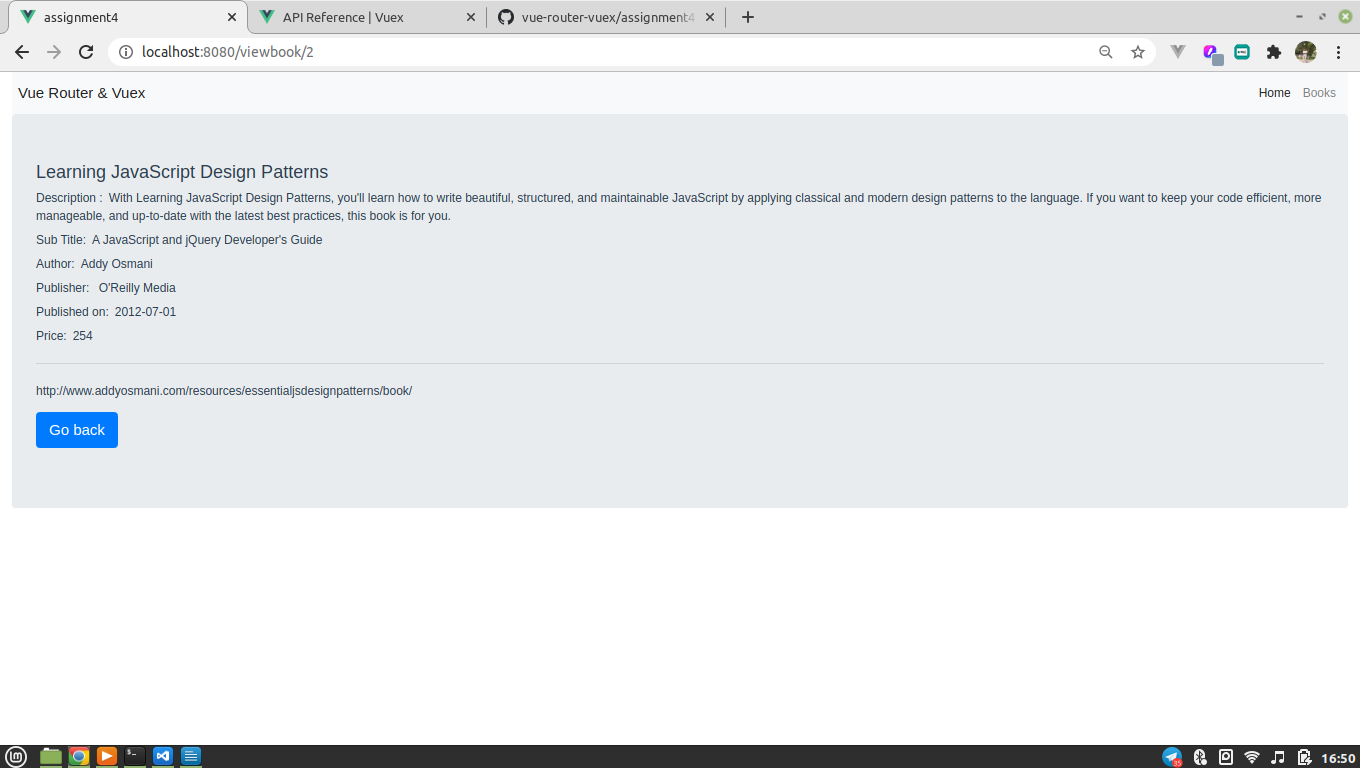 assignment4
API Reference | Vuex
vue-router-vuex/assignment4
localhost:8080/viewbook/2
Vue Router & Vuex
Home
Books
Learning JavaScript Design Patterns
Description : With Learning JavaScript Design Patterns, you'll learn how to write beautiful, structured, and maintainable JavaScript by applying classical and modern design patterns to the language. If you want to keep your code efficient, more
manageable, and up-to-date with the latest best practices, this book is for you.
Sub Title: A JavaScript and jQuery Developer's Guide
Author: Addy Osmani
Publisher: O'Reilly Media
Published on: 2012-07-01
Price: 254
http://www.addyosmani.com/resources/essentialjsdesignpatterns/book/
Go back
16:50